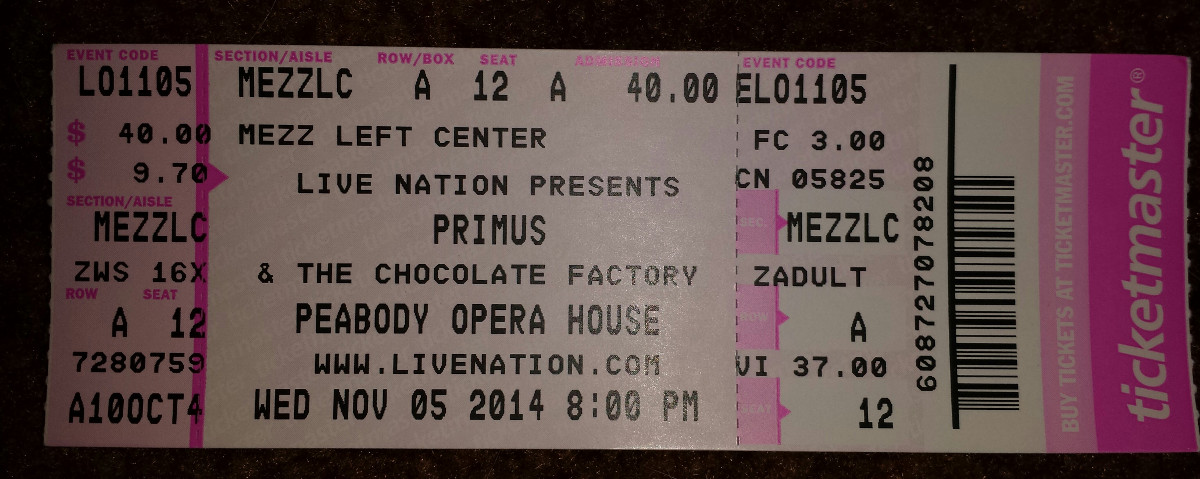 EVENT CODE
LO1105
$ 40.00
$ 9.70
SECTION/AISLE
MEZZLC
ZWS 16X
ROW SEAT
A 12
7280759
A10OCT4
SECTION/AISLE ROW/BOX SEAT ADMISSION
MEZZLC A 12 A 40.00
MEZZ LEFT CENTER
LIVE NATION PRESENTS
PRIMUS
& THE CHOCOLATE FACTORY
PEABODY OPERA HOUSE
WWW.LIVENATION.COM
WED NOV 05 2014 8:00 PM
EVENT CODE
ELO1105
FC 3.00
CN 05825
SEC. MEZZLC
ZADULT
ROW A
VI 37.00
SEAT 12
608727078208
BUY TICKETS AT TICKETMASTER.COM
ticketmaster®